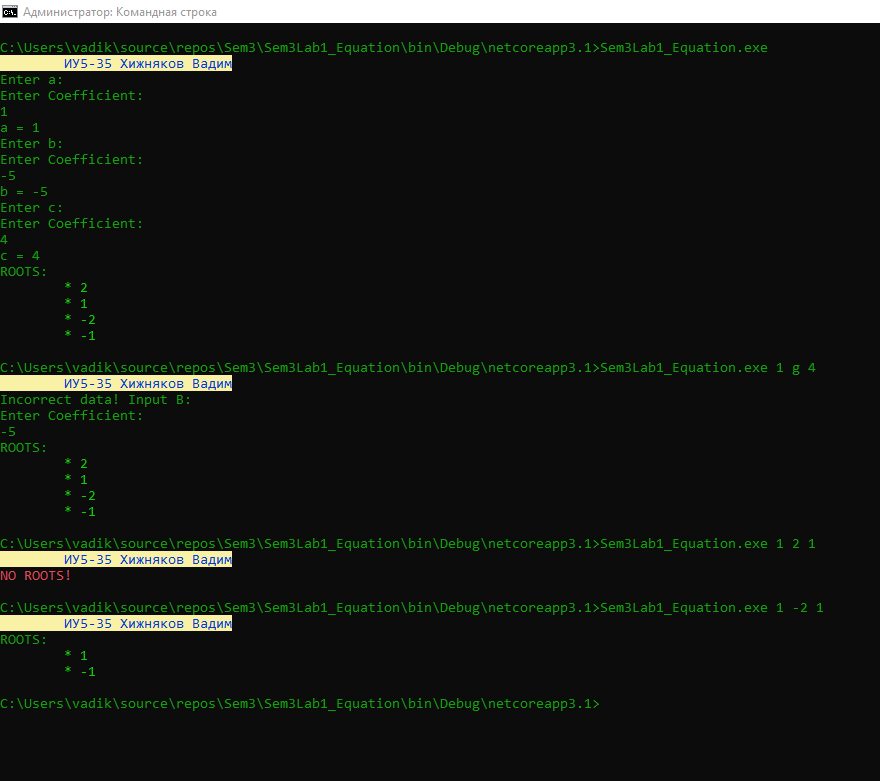 Администратор: Командная строка
C:\Users\vadik\source\repos\Sem3\Sem3Lab1_Equation\bin\Debug\netcoreapp3.1>Sem3Lab1_Equation.exe
ИУ5-35 Хижняков Вадим
Enter a:
Enter Coefficient:
1
a = 1
Enter b:
Enter Coefficient:
-5
b = -5
Enter c:
Enter Coefficient:
4
c = 4
ROOTS:
* 2
* 1
* -2
* -1
C:\Users\vadik\source\repos\Sem3\Sem3Lab1_Equation\bin\Debug\netcoreapp3.1>Sem3Lab1_Equation.exe 1 g 4
ИУ5-35 Хижняков Вадим
Incorrect data! Input B:
Enter Coefficient:
-5
ROOTS:
* 2
* 1
* -2
* -1
C:\Users\vadik\source\repos\Sem3\Sem3Lab1_Equation\bin\Debug\netcoreapp3.1>Sem3Lab1_Equation.exe 1 2 1
ИУ5-35 Хижняков Вадим
NO ROOTS!
C:\Users\vadik\source\repos\Sem3\Sem3Lab1_Equation\bin\Debug\netcoreapp3.1>Sem3Lab1_Equation.exe 1 -2 1
ИУ5-35 Хижняков Вадим
ROOTS:
* 1
* -1
C:\Users\vadik\source\repos\Sem3\Sem3Lab1_Equation\bin\Debug\netcoreapp3.1>